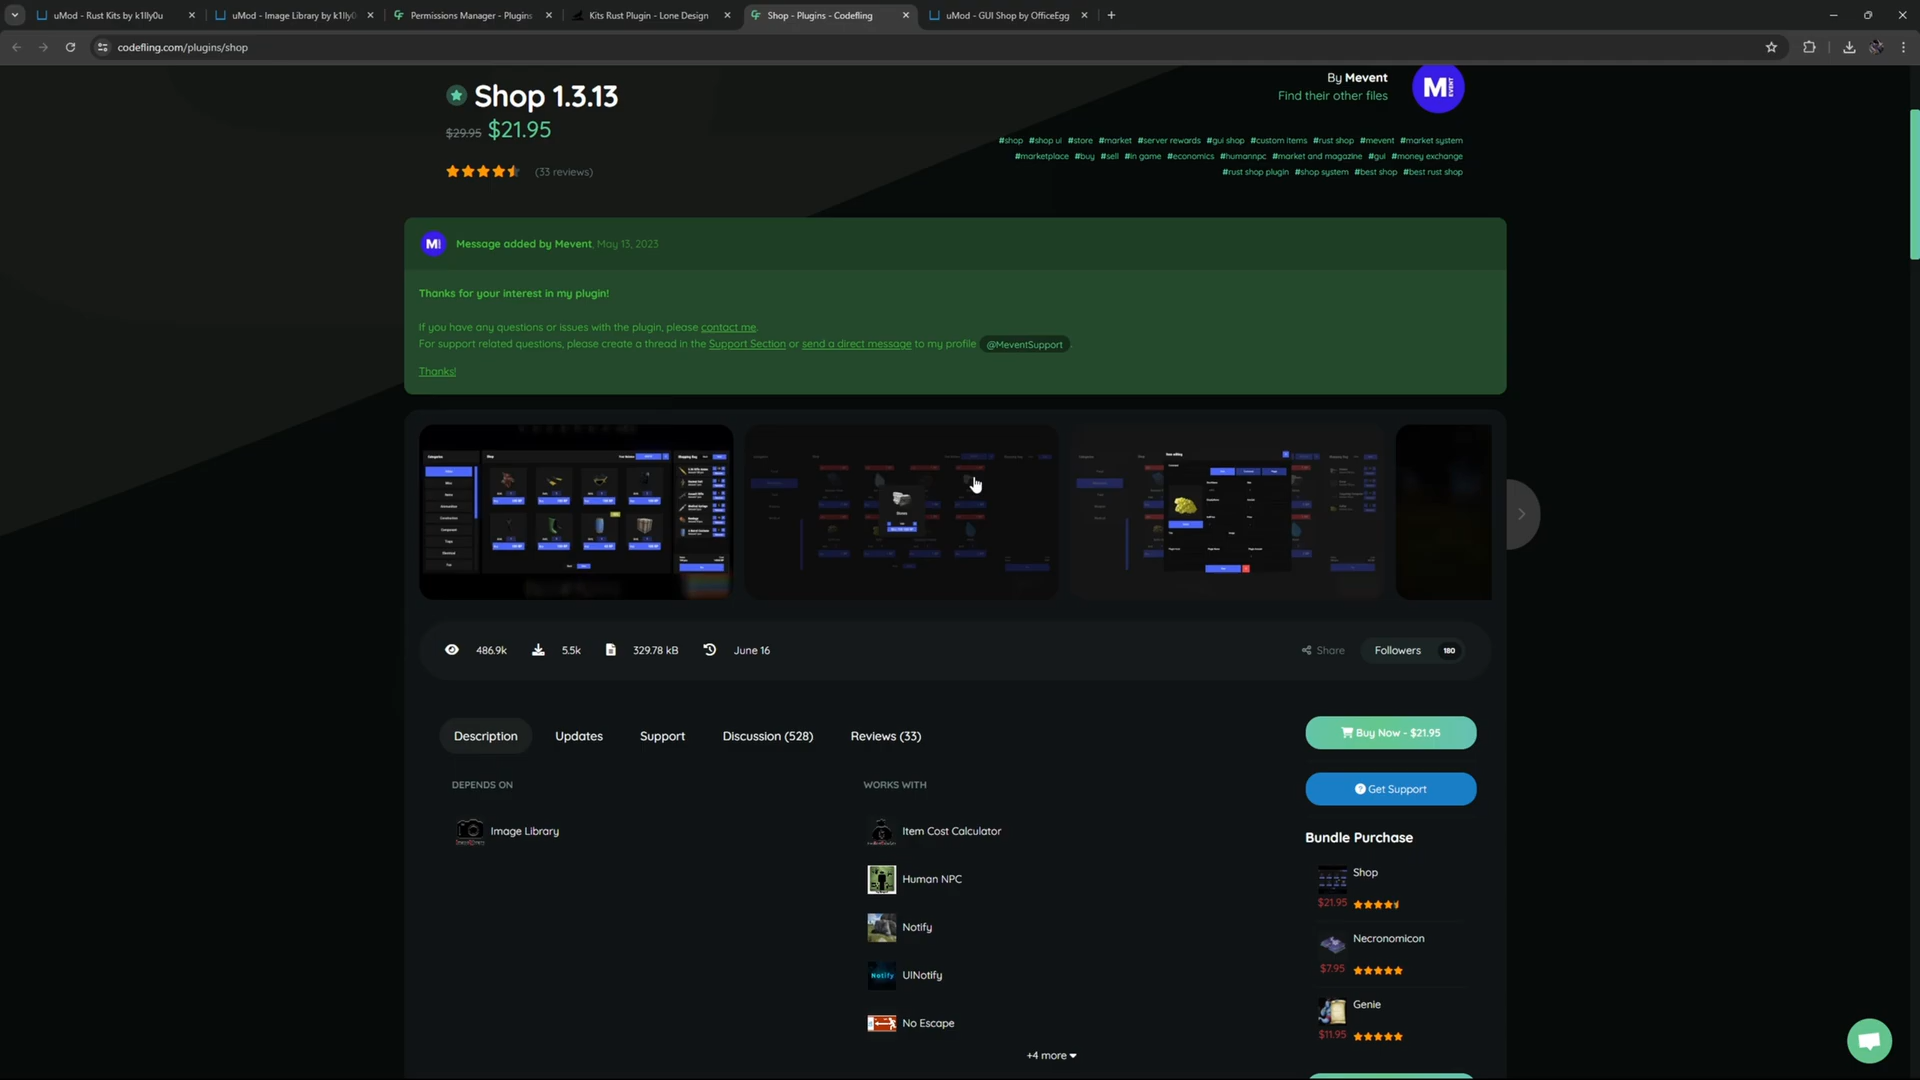 uMod - Rust Kits by k1lly0u
uMod - Image Library by k1lly0
Permissions Manager - Plugins
Kits Rust Plugin - Lone Design
Shop - Plugins - Codefling
uMod - GUI Shop by OfficeEgg
codefling.com/plugins/shop
Shop 1.3.13
$29.95 $21.95
(33 reviews)
By Mevent
Find their other files
#shop #shop ui #store #market #server rewards #gui shop #custom items #rust shop #mevent #market system
#marketplace #buy #sell #in game #economics #humannpc #market and magazine #gui #money exchange
#rust shop plugin #shop system #best shop #best rust shop
Message added by Mevent, May 13, 2023
Thanks for your interest in my plugin!
If you have any questions or issues with the plugin, please contact me.
For support related questions, please create a thread in the Support Section or send a direct message to my profile @MeventSupport.
Thanks!
486.9k 5.5k 329.78 kB June 16
Share
Followers 180
Description
Updates
Support
Discussion (528)
Reviews (33)
Buy Now - $21.95
Get Support
DEPENDS ON
Image Library
WORKS WITH
Item Cost Calculator
Human NPC
Notify
UINotify
No Escape
+4 more
Bundle Purchase
Shop
$21.95
Necronomicon
$7.95
Genie
$11.95